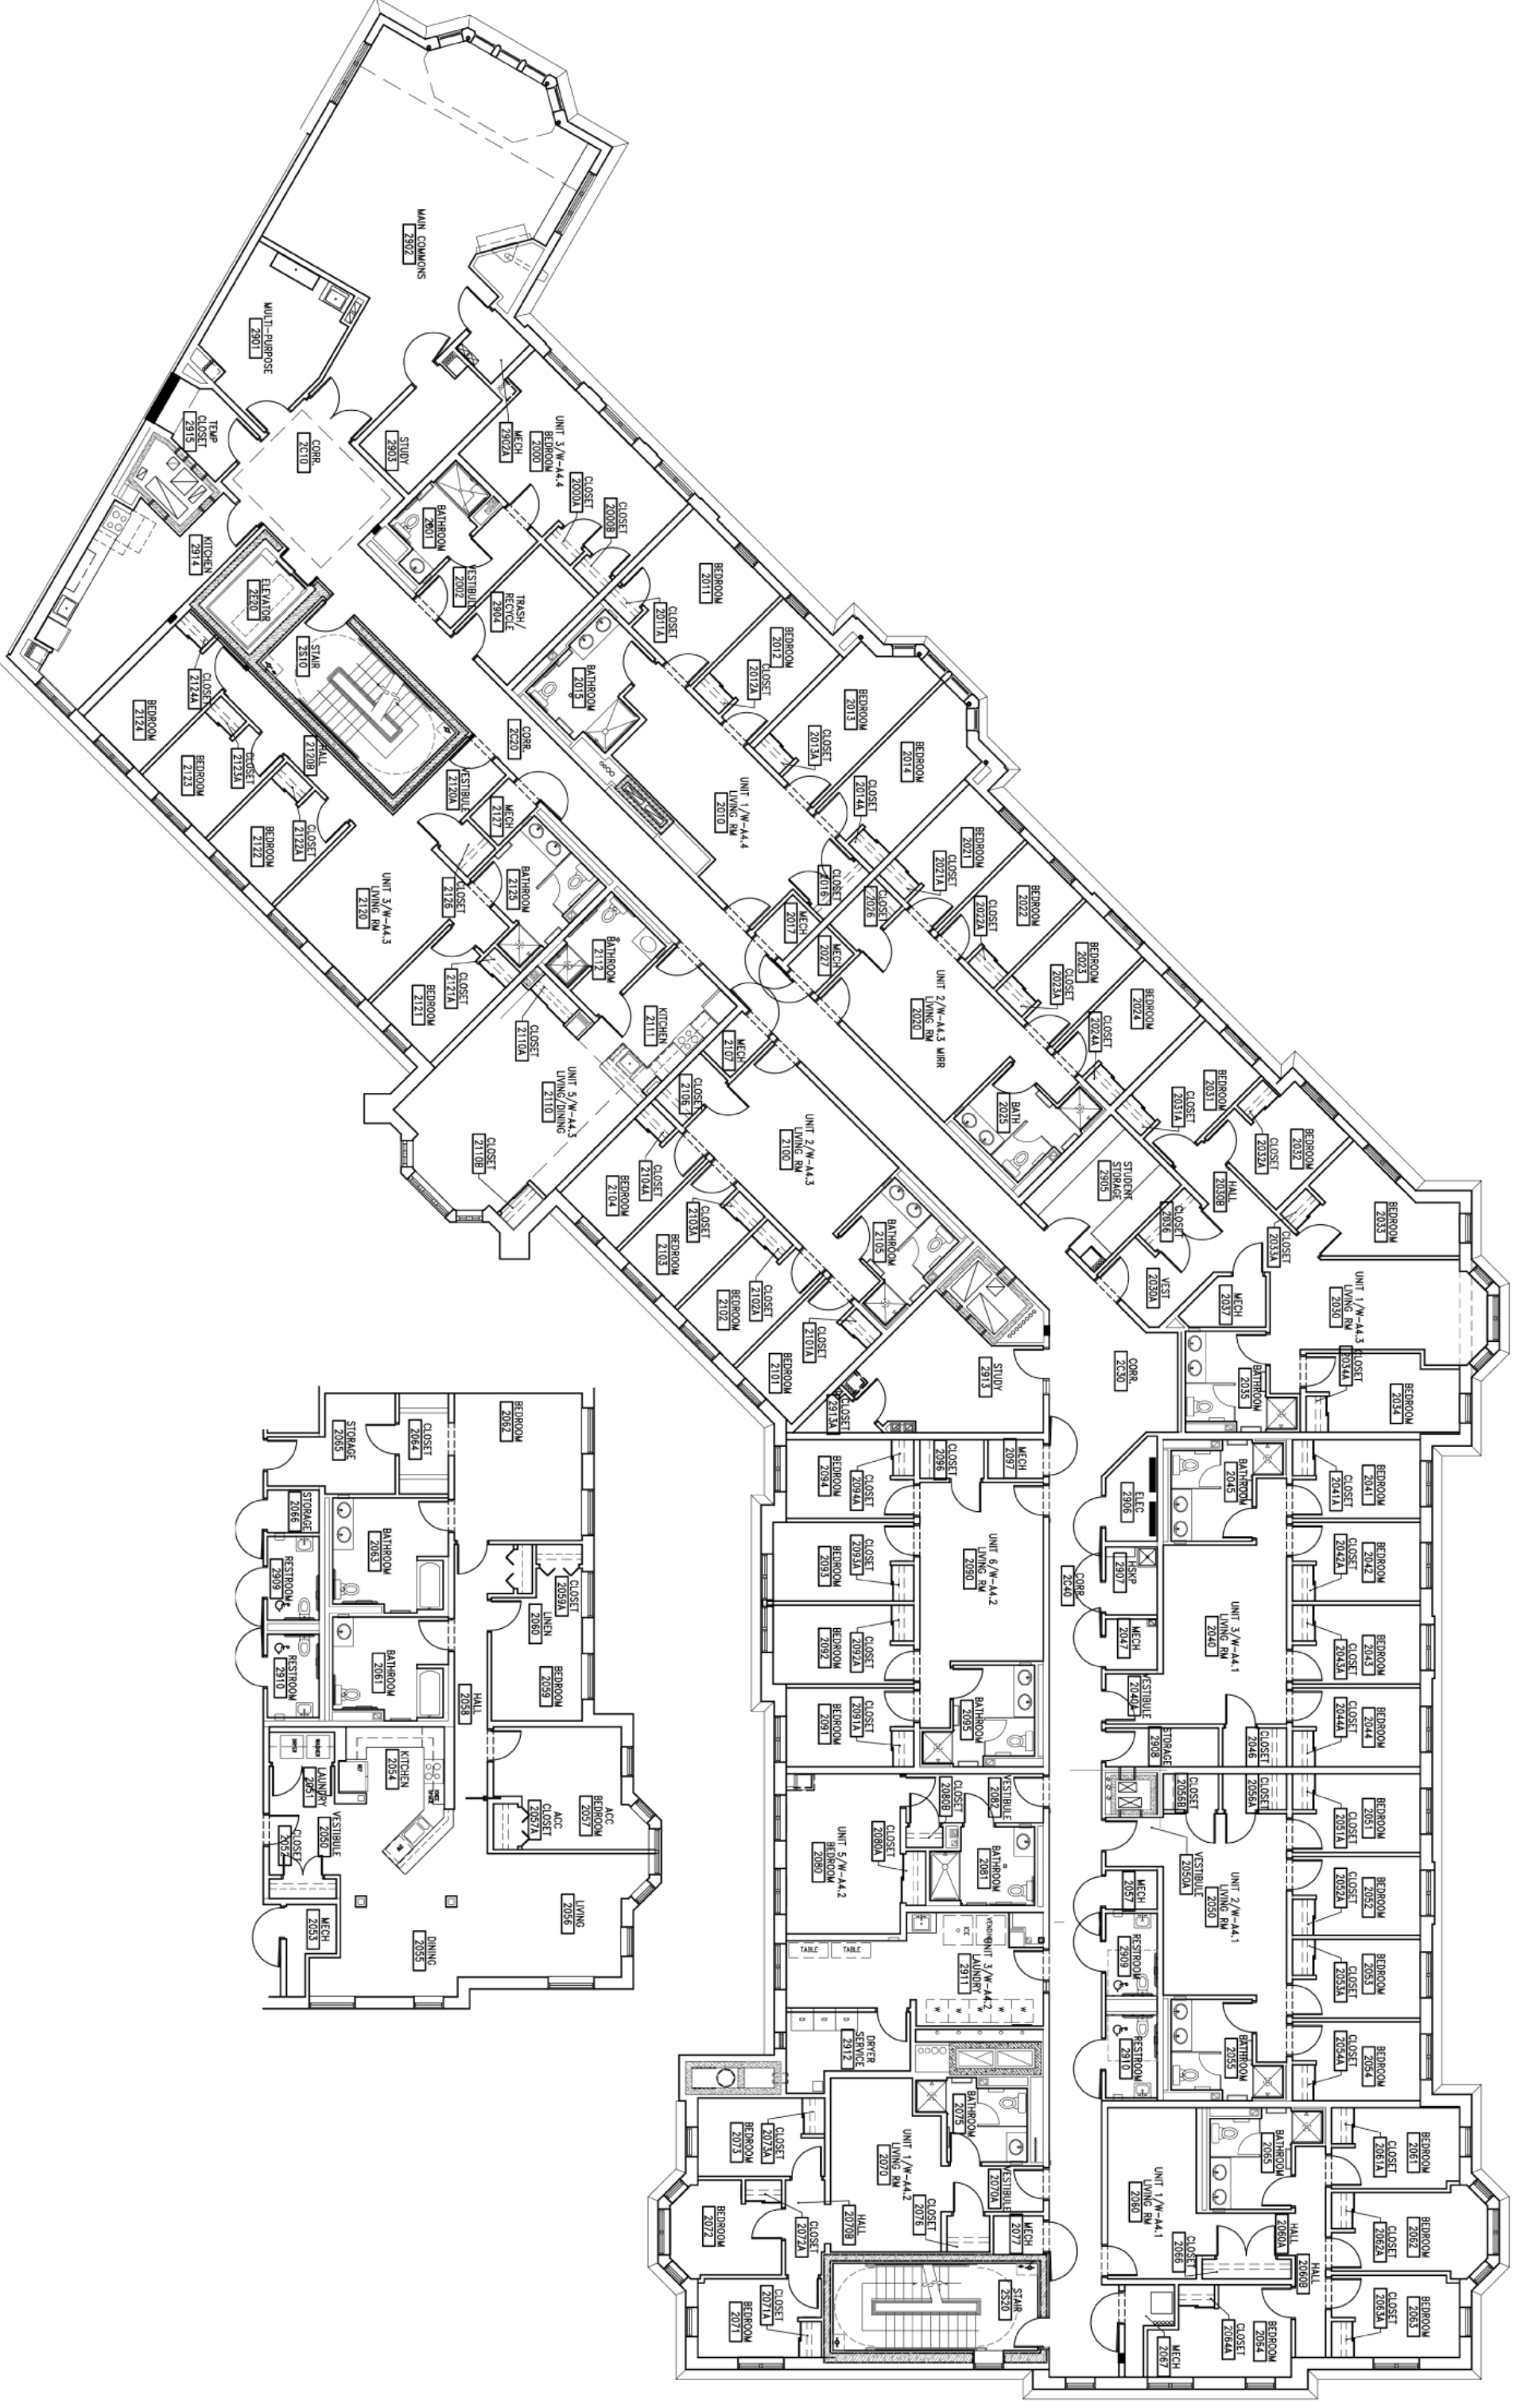 MAIN COMMONS
2902
MULTI-PURPOSE
2901
TEMP
CLOSET
2915
CORR.
2C10
STUDY
2903
MECH
2902A
UNIT 3/W-A4.4
BEDROOM
2000
CLOSET
2000A
CLOSET
2000B
BATHROOM
2001
VESTIBULE
2002
TRASH/
RECYCLE
2904
KITCHEN
2914
ELEVATOR
2E20
STAIR
2S10
CORR.
2C20
BEDROOM
2011
CLOSET
2011A
BEDROOM
2012
CLOSET
2012A
BEDROOM
2013
CLOSET
2013A
BEDROOM
2014
CLOSET
2014A
BATHROOM
2015
UNIT 1/W-A4.4
LIVING RM
2010
CLOSET
2016
MECH
2017
BEDROOM
2124
CLOSET
2124A
BEDROOM
2123
CLOSET
2123A
HALL
2120B
BEDROOM
2122
CLOSET
2122A
VESTIBULE
2120A
MECH
2127
UNIT 3/W-A4.3
LIVING RM
2120
CLOSET
2126
BATHROOM
2125
BEDROOM
2121
CLOSET
2121A
BATHROOM
2112
KITCHEN
2111
CLOSET
2110A
UNIT 5/W-A4.3
LIVING/DINING
2110
CLOSET
2110B
BEDROOM
2021
CLOSET
2021A
BEDROOM
2022
CLOSET
2022A
BEDROOM
2023
CLOSET
2023A
BEDROOM
2024
CLOSET
2024A
CLOSET
2026
MECH
2027
UNIT 2/W-A4.3 MIRR
LIVING RM
2020
BATH
2025
MECH
2107
CLOSET
2106
UNIT 2/W-A4.3
LIVING RM
2100
BEDROOM
2104
CLOSET
2104A
BEDROOM
2103
CLOSET
2103A
BEDROOM
2102
CLOSET
2102A
BEDROOM
2101
CLOSET
2101A
BATHROOM
2105
STUDENT
STORAGE
2905
BEDROOM
2031
CLOSET
2031A
BEDROOM
2032
CLOSET
2032A
HALL
2030B
BEDROOM
2033
CLOSET
2033A
CLOSET
2036
VEST
2030A
MECH
2037
UNIT 1/W-A4.3
LIVING RM
2030
BEDROOM
2034
CLOSET
2034A
BATHROOM
2035
CORR.
2C30
STUDY
2913
CLOSET
2913A
BEDROOM
2041
CLOSET
2041A
BEDROOM
2042
CLOSET
2042A
BEDROOM
2043
CLOSET
2043A
BEDROOM
2044
CLOSET
2044A
BATHROOM
2045
UNIT 3/W-A4.1
LIVING RM
2040
ELEC
2906
HSKP
2907
MECH
2047
VESTIBULE
2040A
CORR.
2C40
STORAGE
2908
CLOSET
2046
BEDROOM
2094
CLOSET
2094A
BEDROOM
2093
CLOSET
2093A
BEDROOM
2092
CLOSET
2092A
BEDROOM
2091
CLOSET
2091A
CLOSET
2096
MECH
2097
UNIT 6/W-A4.2
LIVING RM
2090
BATHROOM
2095
BEDROOM
2051
CLOSET
2051A
BEDROOM
2052
CLOSET
2052A
BEDROOM
2053
CLOSET
2053A
BEDROOM
2054
CLOSET
2054A
CLOSET
2056A
CLOSET
2056B
VESTIBULE
2050A
UNIT 2/W-A4.1
LIVING RM
2050
MECH
2057
RESTROOM
2909
RESTROOM
2910
BATHROOM
2055
VESTIBULE
2082
CLOSET
2080B
CLOSET
2080A
UNIT 5/W-A4.2
BEDROOM
2080
BATHROOM
2081
TABLE
TABLE
ICE
VENDING
UNIT 3/W-A4.2
LAUNDRY
2911
W
W
W
W
W
DRYER
SERVICE
2912
D
D
D
BEDROOM
2061
CLOSET
2061A
BEDROOM
2062
CLOSET
2062A
BEDROOM
2063
CLOSET
2063A
BEDROOM
2064
CLOSET
2064A
BATHROOM
2065
UNIT 1/W-A4.1
LIVING RM
2060
HALL
2060A
HALL
2060B
CLOSET
2066
MECH
2067
BATHROOM
2075
VESTIBULE
2070A
UNIT 1/W-A4.2
LIVING RM
2070
CLOSET
2076
MECH
2077
HALL
2070B
BEDROOM
2073
CLOSET
2073A
BEDROOM
2072
CLOSET
2072A
BEDROOM
2071
CLOSET
2071A
STAIR
2S20
BEDROOM
2062
CLOSET
2064
STORAGE
2065
STORAGE
2066
BATHROOM
2063
RESTROOM
2909
CLOSET
2059A
LINEN
2060
BEDROOM
2059
BATHROOM
2061
RESTROOM
2910
HALL
2058
KITCHEN
2054
REF
WASHER
DRYER
LAUNDRY
2051
VESTIBULE
2050
CLOSET
2052
MECH
2053
ACC
BEDROOM
2057
ACC
CLOSET
2057A
DW
LIVING
2056
DINING
2055